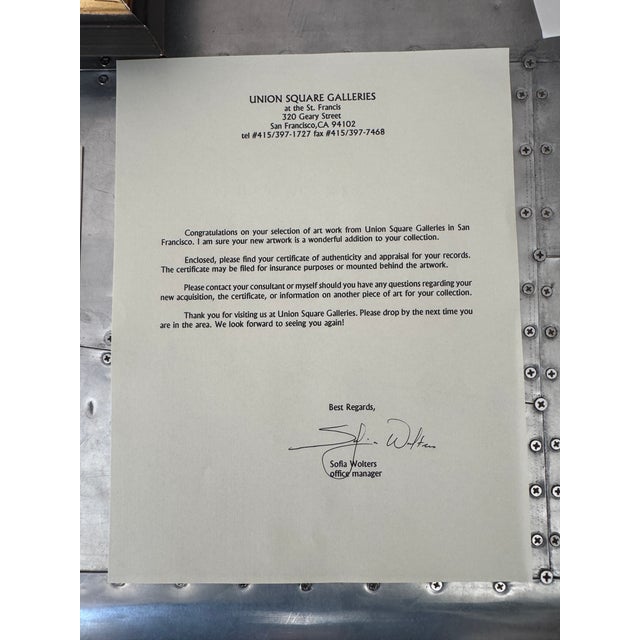 UNION SQUARE GALLERIES
at the St. Francis
320 Geary Street
San Francisco,CA 94102
tel #415/397-1727 fax #415/397-7468
Congratulations on your selection of art work from Union Square Galleries in San
Francisco. I am sure your new artwork is a wonderful addition to your collection.
Enclosed, please find your certificate of authenticity and appraisal for your records.
The certificate may be filed for insurance purposes or mounted behind the artwork.
Please contact your consultant or myself should you have any questions regarding your
new acquisition, the certificate, or information on another piece of art for your collection.
Thank you for visiting us at Union Square Galleries. Please drop by the next time you
are in the area. We look forward to seeing you again!
Best Regards,
Sofia Wolters
Sofia Wolters
office manager